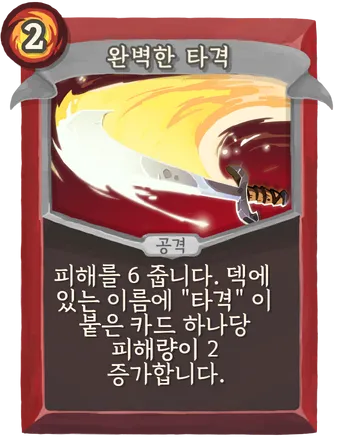 2
완벽한 타격
공격
피해를 6 줍니다. 덱에
있는 이름에 "타격" 이
붙은 카드 하나당
피해량이 2
증가합니다.